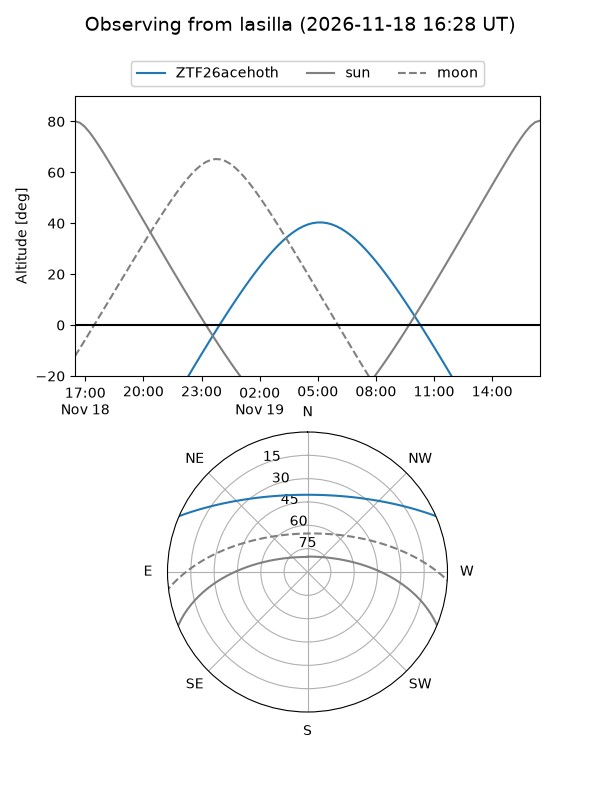 Observing from lasilla (2026-11-18 16:28 UT)
ZTF26acehoth sun moon
80
60
40
20
0
−20
Altitude [deg]
17:00 20:00 23:00 02:00 05:00 08:00 11:00 14:00
Nov 18 Nov 19
N
NE NW
15
30
45
60
75
E W
SE SW
S